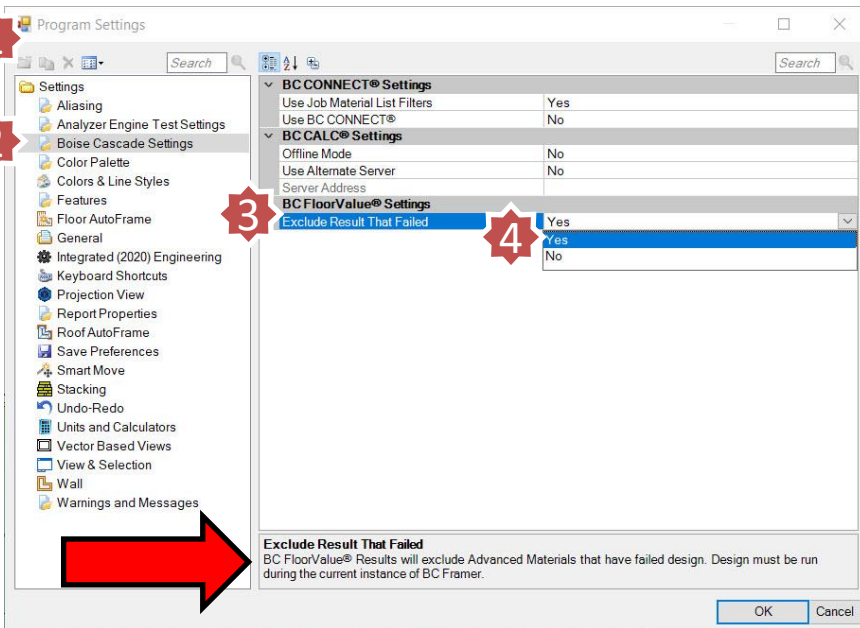 Program Settings
Search
Search
Settings
Aliasing
Analyzer Engine Test Settings
Boise Cascade Settings
Color Palette
Colors & Line Styles
Features
Floor AutoFrame
General
Integrated (2020) Engineering
Keyboard Shortcuts
Projection View
Report Properties
Roof AutoFrame
Save Preferences
Smart Move
Stacking
Undo-Redo
Units and Calculators
Vector Based Views
View & Selection
Wall
Warnings and Messages
BC CONNECT® Settings
Use Job Material List Filters Yes
Use BC CONNECT® No
BC CALC® Settings
Offline Mode No
Use Alternate Server No
Server Address
BC FloorValue® Settings
3 Exclude Result That Failed 4 Yes
Yes
No
Exclude Result That Failed
BC FloorValue® Results will exclude Advanced Materials that have failed design. Design must be run
during the current instance of BC Framer.
OK Cancel